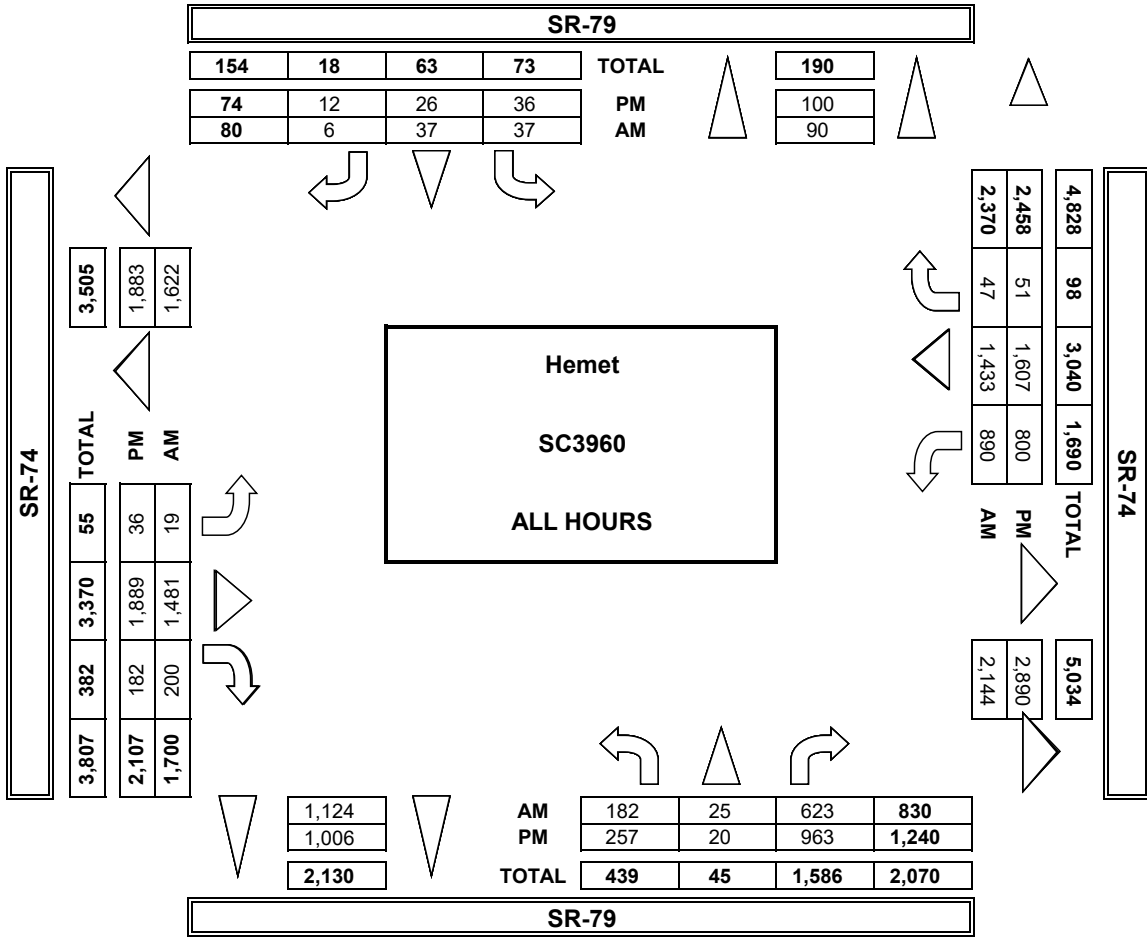 SR-79
154 18 63 73 TOTAL 190
74 12 26 36 PM 100
80 6 37 37 AM 90
SR-74
3,505
1,883
1,622
TOTAL
PM
AM
55 3,370 382 3,807
36 1,889 182 2,107
19 1,481 200 1,700
Hemet
SC3960
ALL HOURS
4,828 98 3,040 1,690 TOTAL
2,458 51 1,607 800 PM
2,370 47 1,433 890 AM
5,034
2,890
2,144
SR-74
1,124 AM 182 25 623 830
1,006 PM 257 20 963 1,240
2,130 TOTAL 439 45 1,586 2,070
SR-79